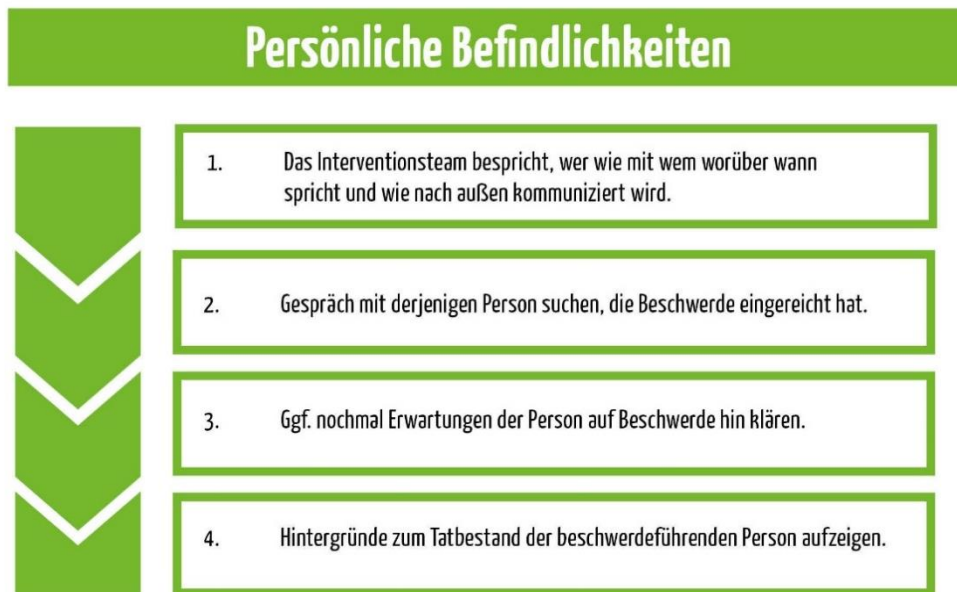 Persönliche Befindlichkeiten
1. Das Interventionsteam bespricht, wer wie mit wem worüber wann
spricht und wie nach außen kommuniziert wird.
2. Gespräch mit derjenigen Person suchen, die Beschwerde eingereicht hat.
3. Ggf. nochmal Erwartungen der Person auf Beschwerde hin klären.
4. Hintergründe zum Tatbestand der beschwerdeführenden Person aufzeigen.